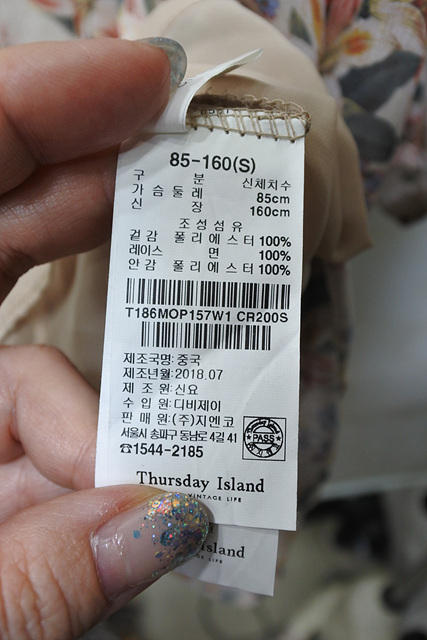 85-160(S)
구 분 신체치수
가슴둘레 85cm
신 장 160cm
조성섬유
겉감 폴리에스터 100%
레이스 면 100%
안감 폴리에스터 100%
T186MOP157W1 CR200S
제조국명:중국
제조년월:2018.07
제 조 원:신요
수 입 원:디비제이
판 매 원:(주)지엔코
서울시 송파구 동남로 4길 41
☎1544-2185
PASS
Thursday Island
VINTAGE LIFE
Island
LIFE